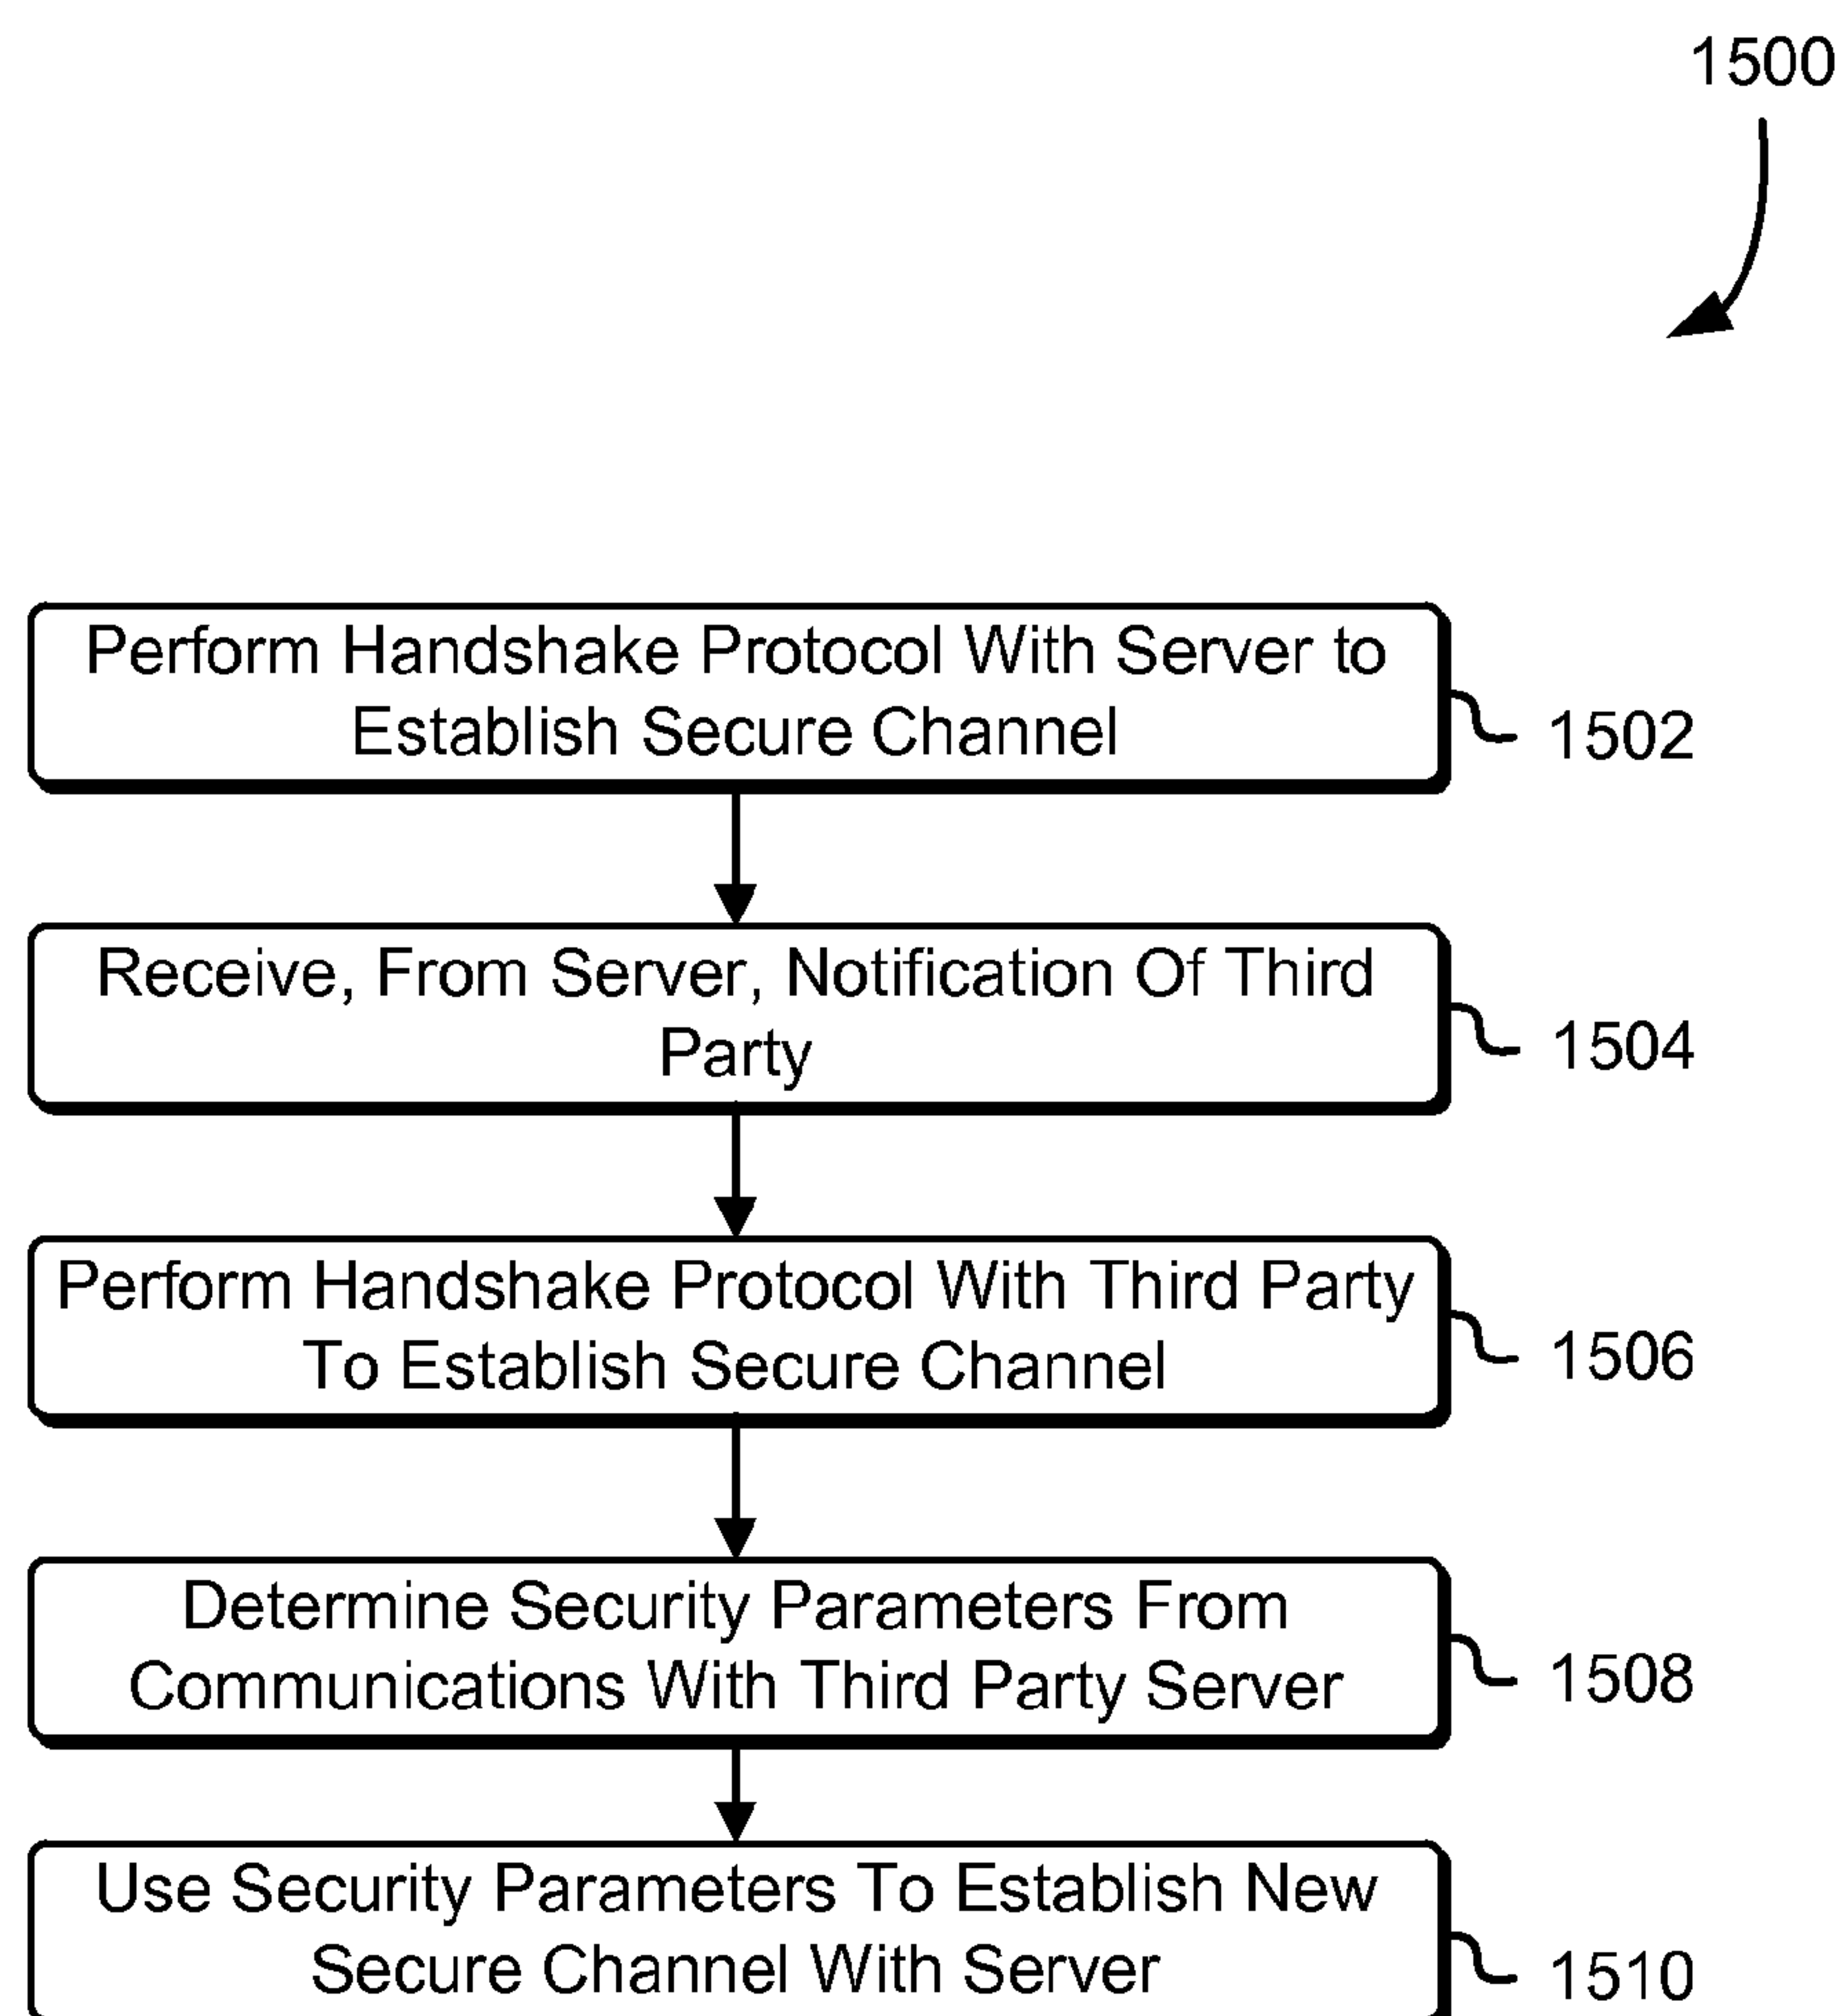 1500
Perform Handshake Protocol With Server to
Establish Secure Channel
1502
Receive, From Server, Notification Of Third
Party
1504
Perform Handshake Protocol With Third Party
To Establish Secure Channel
1506
Determine Security Parameters From
Communications With Third Party Server
1508
Use Security Parameters To Establish New
Secure Channel With Server
1510